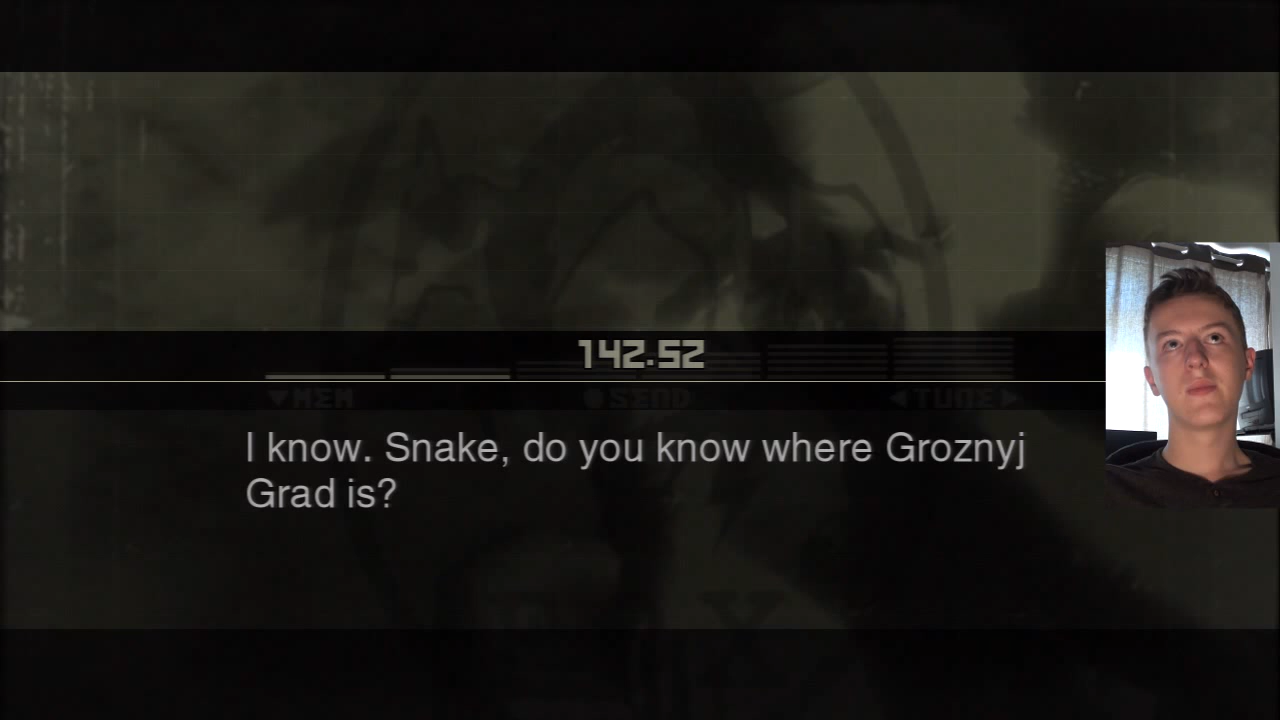 142.52
▼MEM
●SEND
◀TUNE▶
I know. Snake, do you know where Groznyj
Grad is?